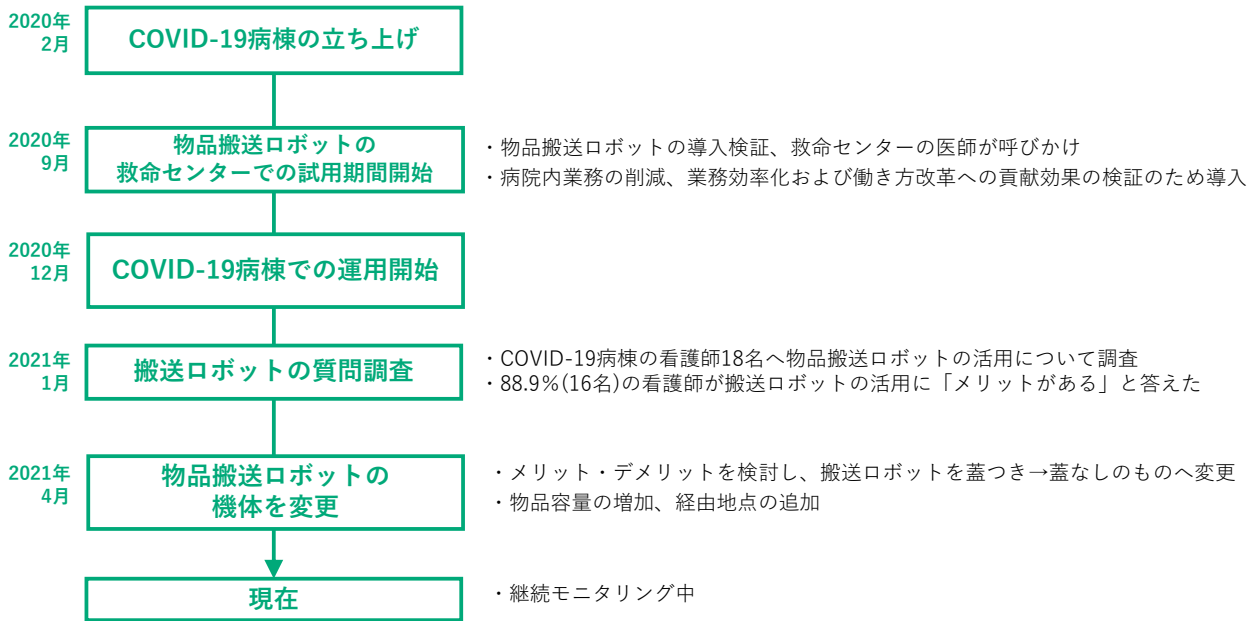 2020年
2月
COVID-19病棟の立ち上げ
2020年
9月
物品搬送ロボットの
救命センターでの試用期間開始
・物品搬送ロボットの導入検証、救命センターの医師が呼びかけ
・病院内業務の削減、業務効率化および働き方改革への貢献効果の検証のため導入
2020年
12月
COVID-19病棟での運用開始
2021年
1月
搬送ロボットの質問調査
・COVID-19病棟の看護師18名へ物品搬送ロボットの活用について調査
・88.9%(16名)の看護師が搬送ロボットの活用に「メリットがある」と答えた
2021年
4月
物品搬送ロボットの
機体を変更
・メリット・デメリットを検討し、搬送ロボットを蓋つき→蓋なしのものへ変更
・物品容量の増加、経由地点の追加
現在
・継続モニタリング中